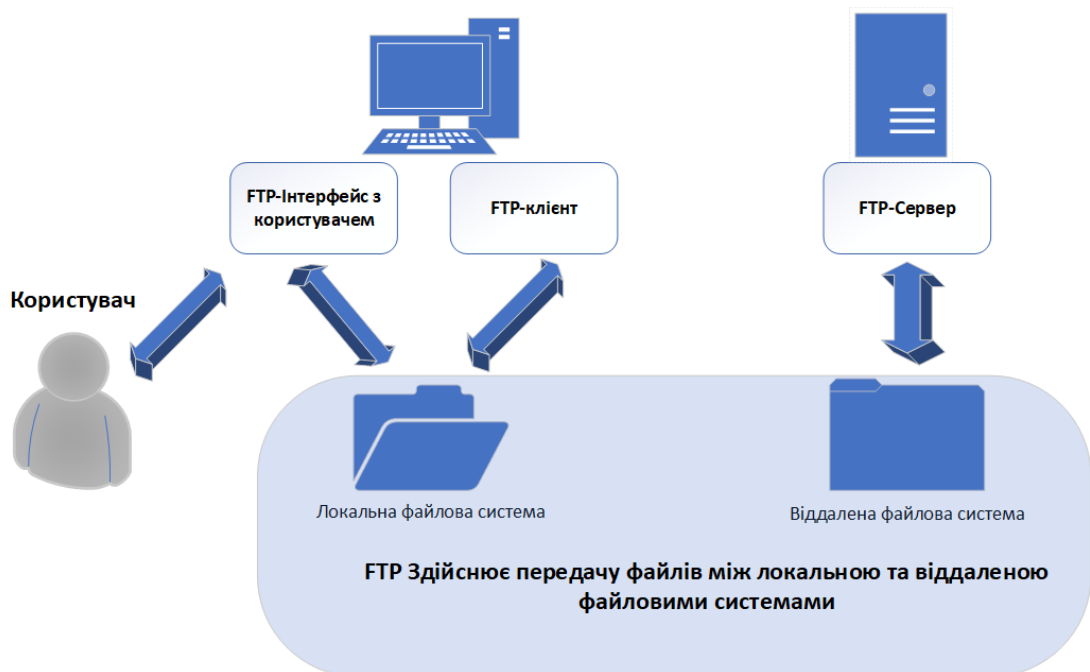 FTP-Інтерфейс з
користувачем
FTP-клієнт
FTP-Сервер
Користувач
Локальна файлова система
Віддалена файлова система
FTP Здійснює передачу файлів між локальною та віддаленою
файловими системами